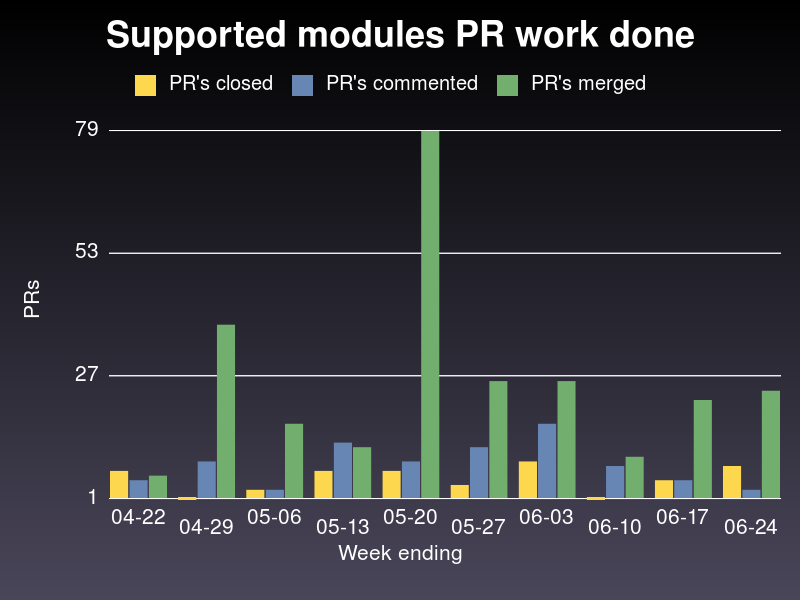 Supported modules PR work done
PR's closed PR's commented PR's merged
79
53
27
1
PRs
04-22 04-29 05-06 05-13 05-20 05-27 06-03 06-10 06-17 06-24
Week ending